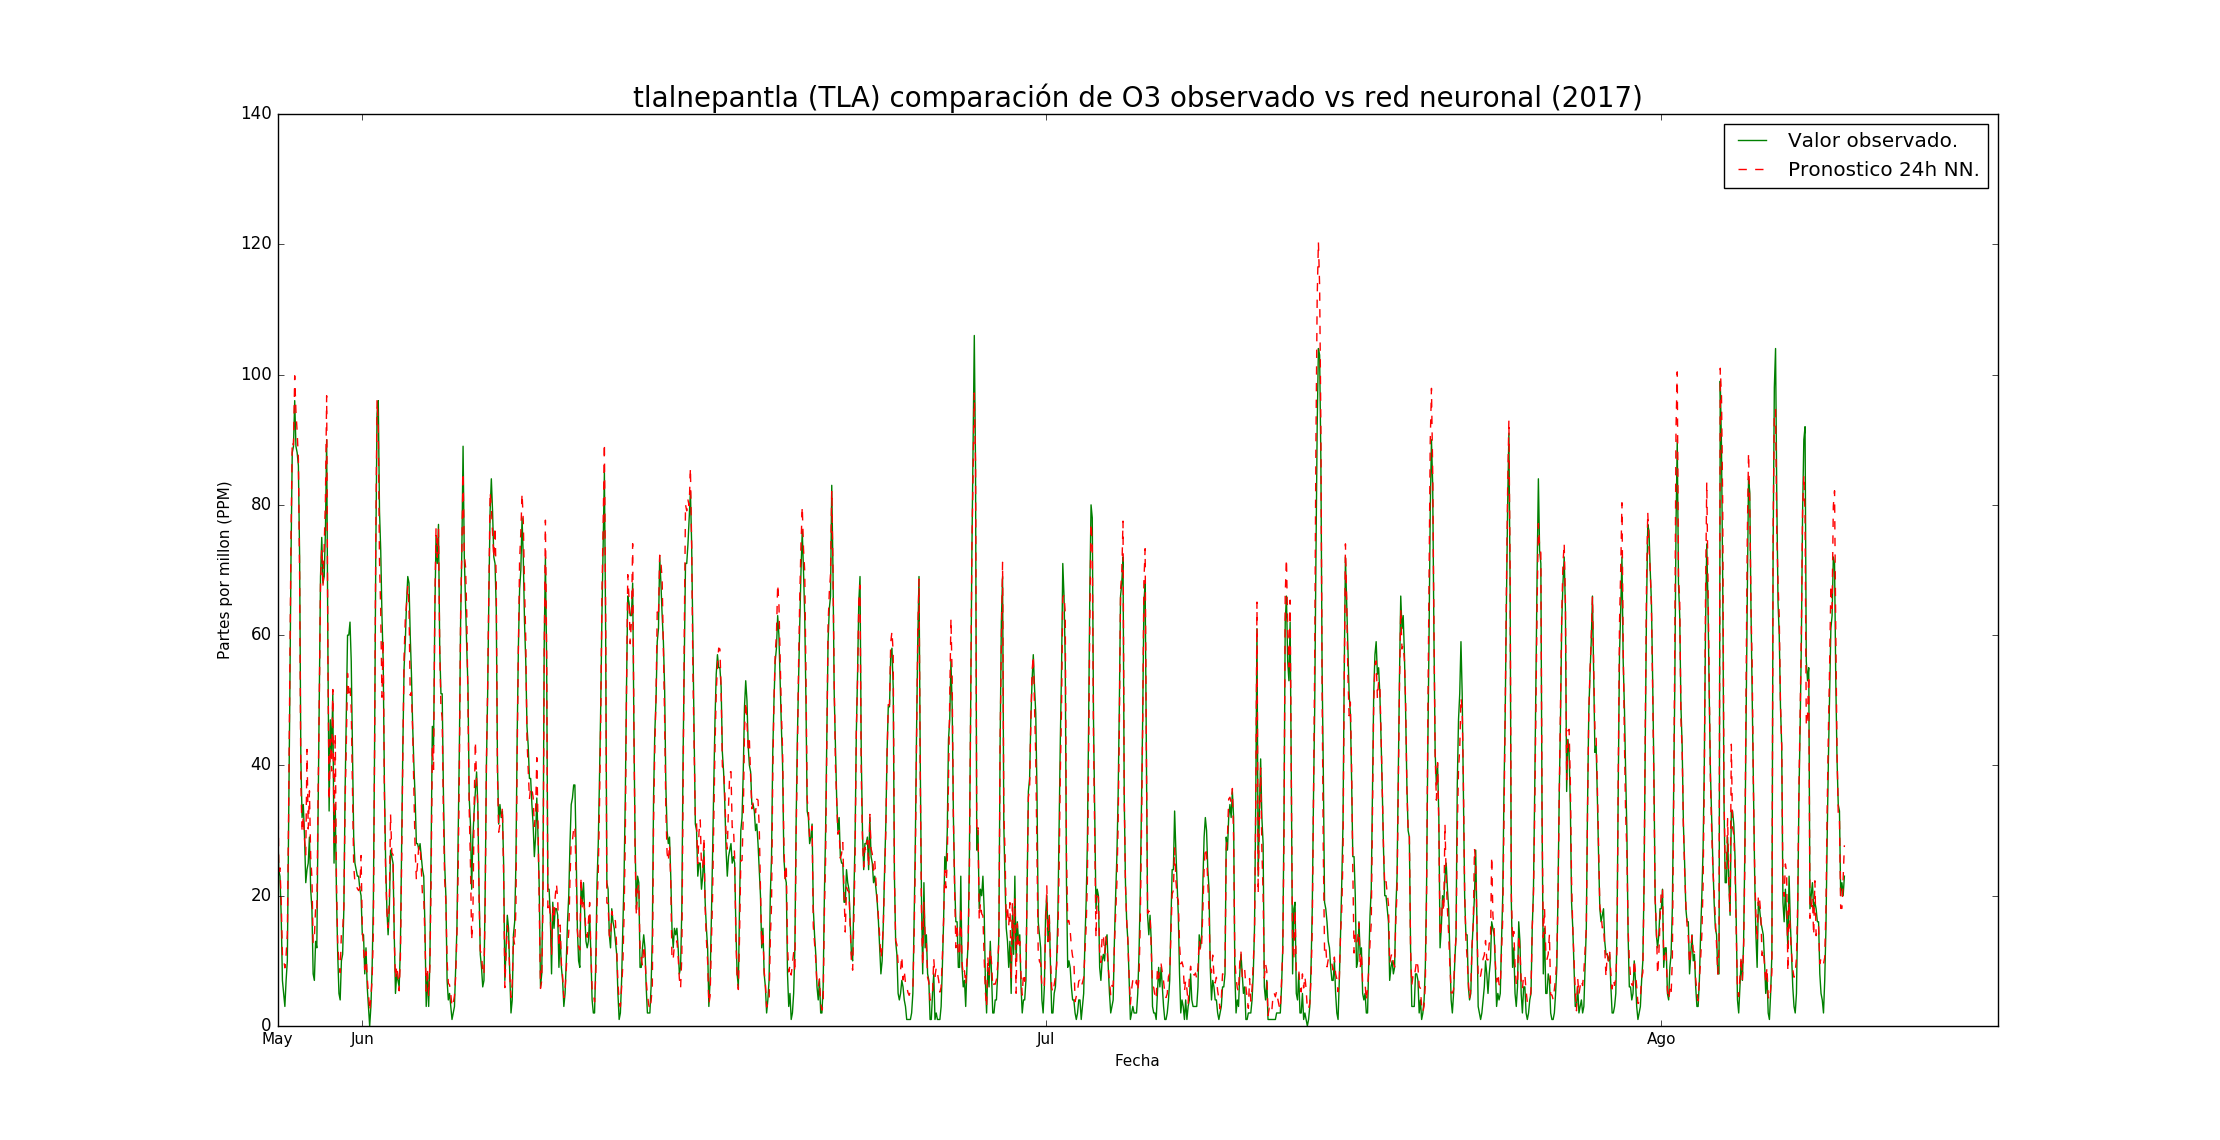 tlalnepantla (TLA) comparación de O3 observado vs red neuronal (2017)
140
120
100
80
60
40
20
0
Partes por millon (PPM)
Valor observado.
Pronostico 24h NN.
May
Jun
Jul
Ago
Fecha